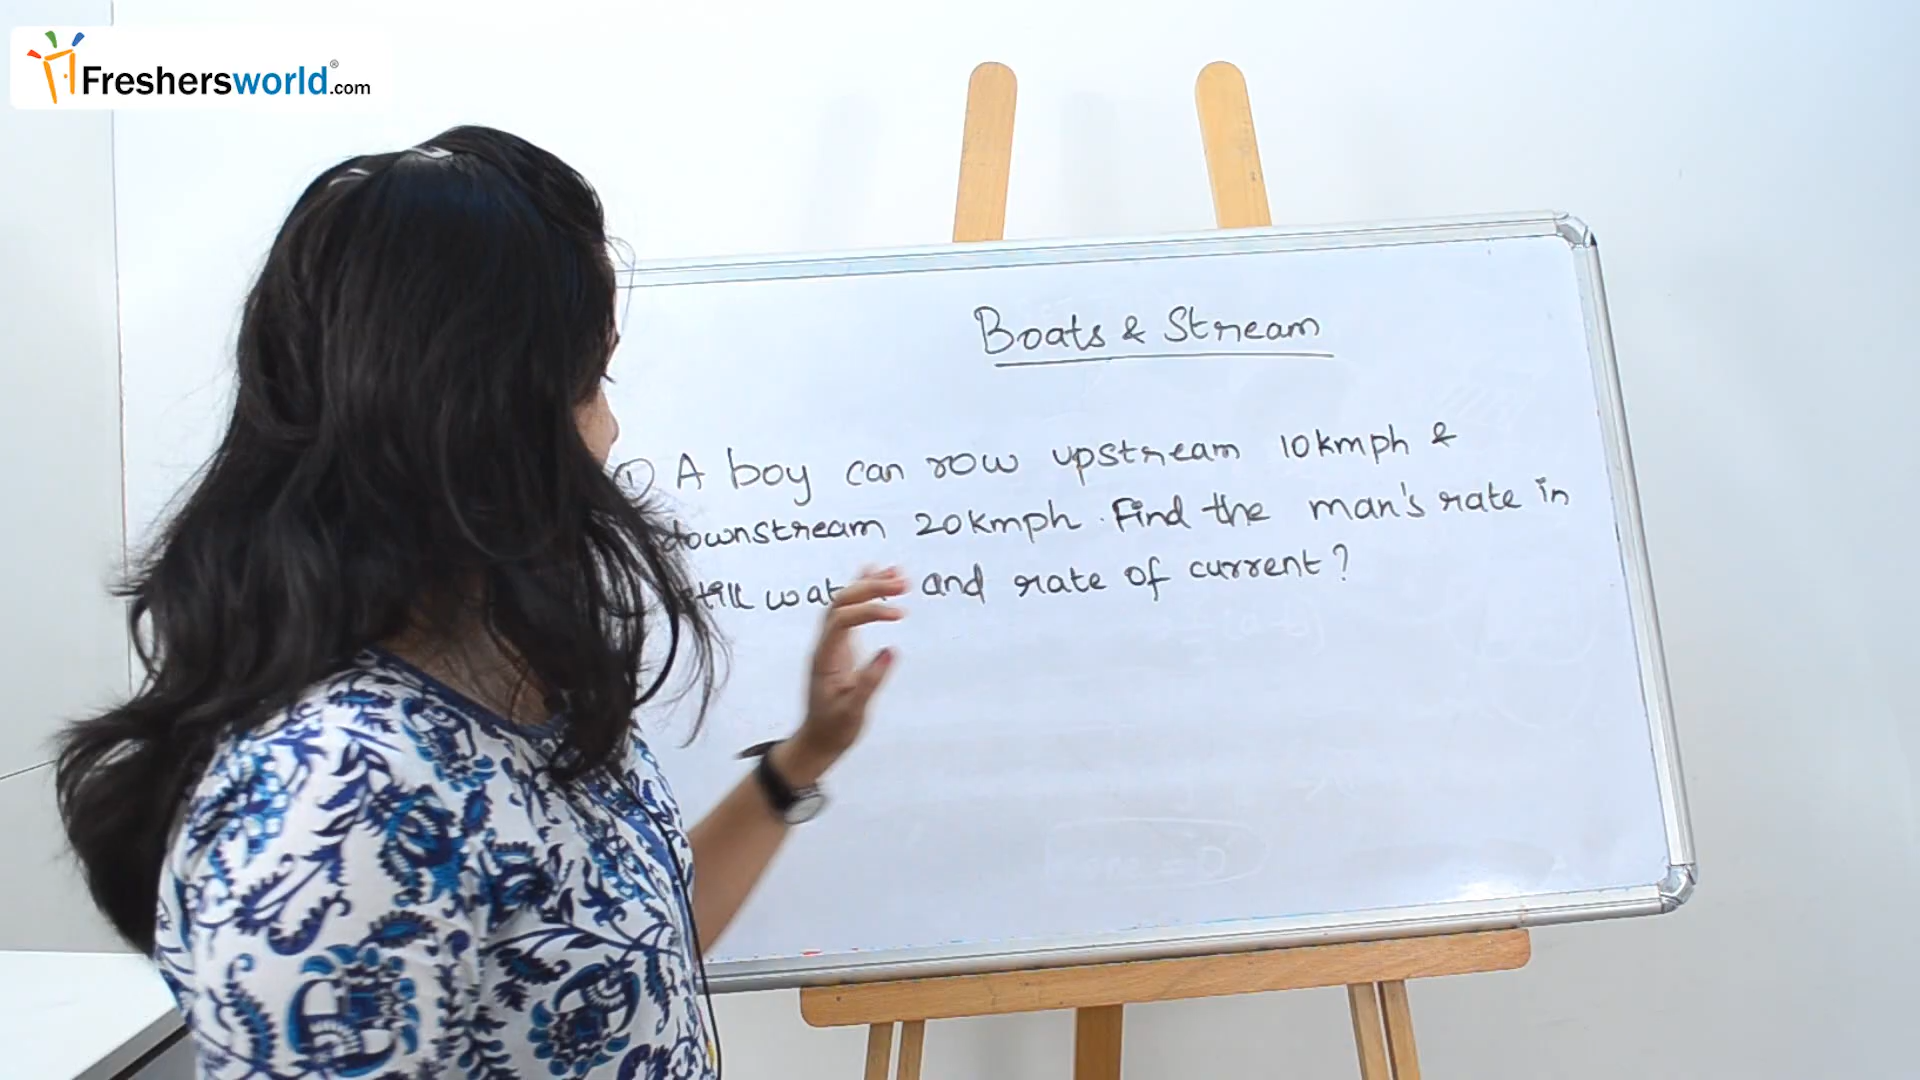 Freshersworld.com
Boats & Stream
1) A boy can row upstream 10kmph &
downstream 20kmph. Find the man's rate in
still and rate of current?